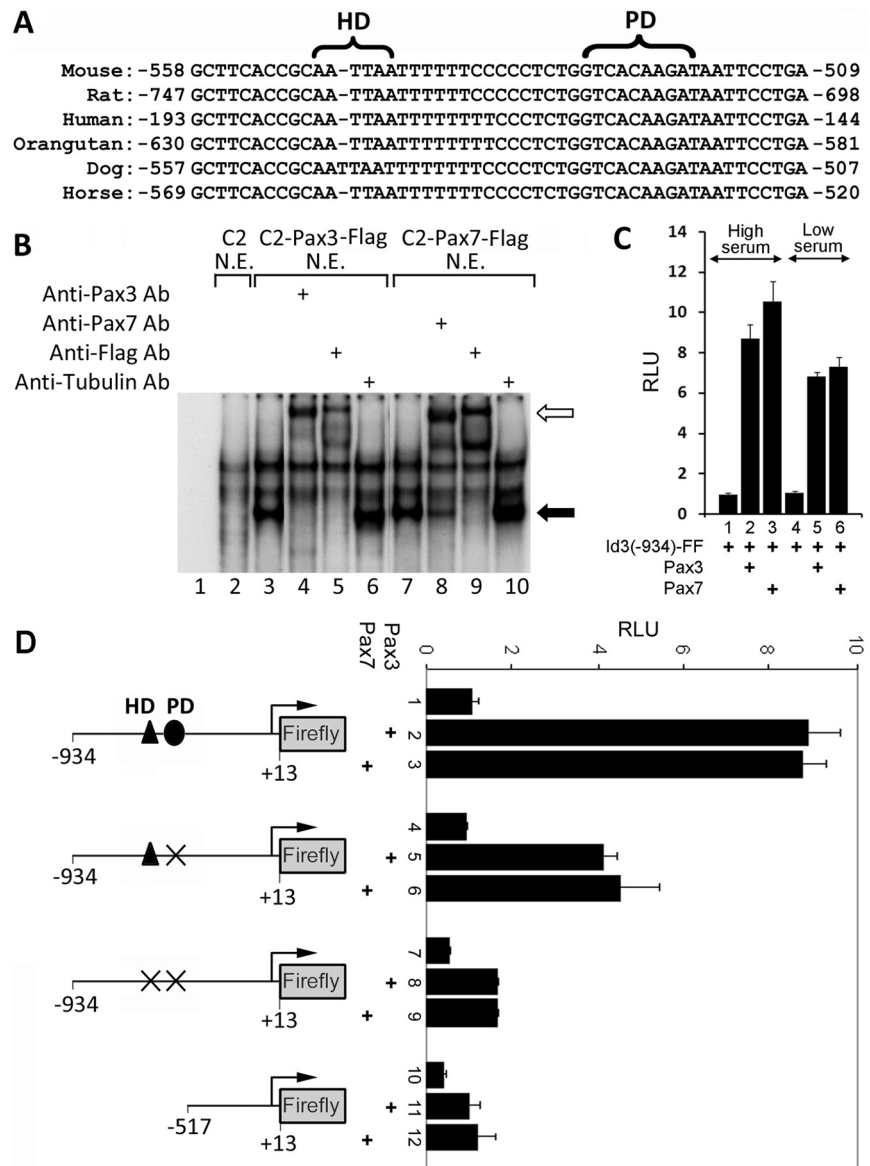 A
HD PD
Mouse:-558 GCTTCACCGCAA-TTAATTTTTTCCCCCTCTGGTCACAAGATAATTCCTGA -509
Rat:-747 GCTTCACCGCAA-TTAATTTTTTCCCCCTCTGGTCACAAGATAATTCCTGA -698
Human:-193 GCTTCACCGCAA-TTAATTTTTTTCCCCTCTGGTCACAAGATAATTCCTGA -144
Orangutan:-630 GCTTCACCGCAA-TTAATTTTTTTCCCCTCTGGTCACAAGATAATTCCTGA -581
Dog:-557 GCTTCACCGCAATTAATTTTTTTCCCCTCTGGTCACAAGATAATTCCTGA -507
Horse:-569 GCTTCACCGCAA-TTAATTTTTTTCCCCTCTGGTCACAAGATAATTCCTGA -520
B
C2 C2-Pax3-Flag C2-Pax7-Flag
N.E. N.E. N.E.
Anti-Pax3 Ab +
Anti-Pax7 Ab +
Anti-Flag Ab + +
Anti-Tubulin Ab + +
1 2 3 4 5 6 7 8 9 10
C
High serum Low serum
RLU
14
12
10
8
6
4
2
0
1 2 3 4 5 6
Id3(-934)-FF + + + + + +
Pax3 + +
Pax7 + +
D
Pax7 Pax3
RLU
0 2 4 6 8 10
HD PD
Firefly
-934
+13
+
+
1
2
3
Firefly
-934
+13
+
+
4
5
6
Firefly
-934
+13
+
+
7
8
9
Firefly
-517
+13
+
+
10
11
12